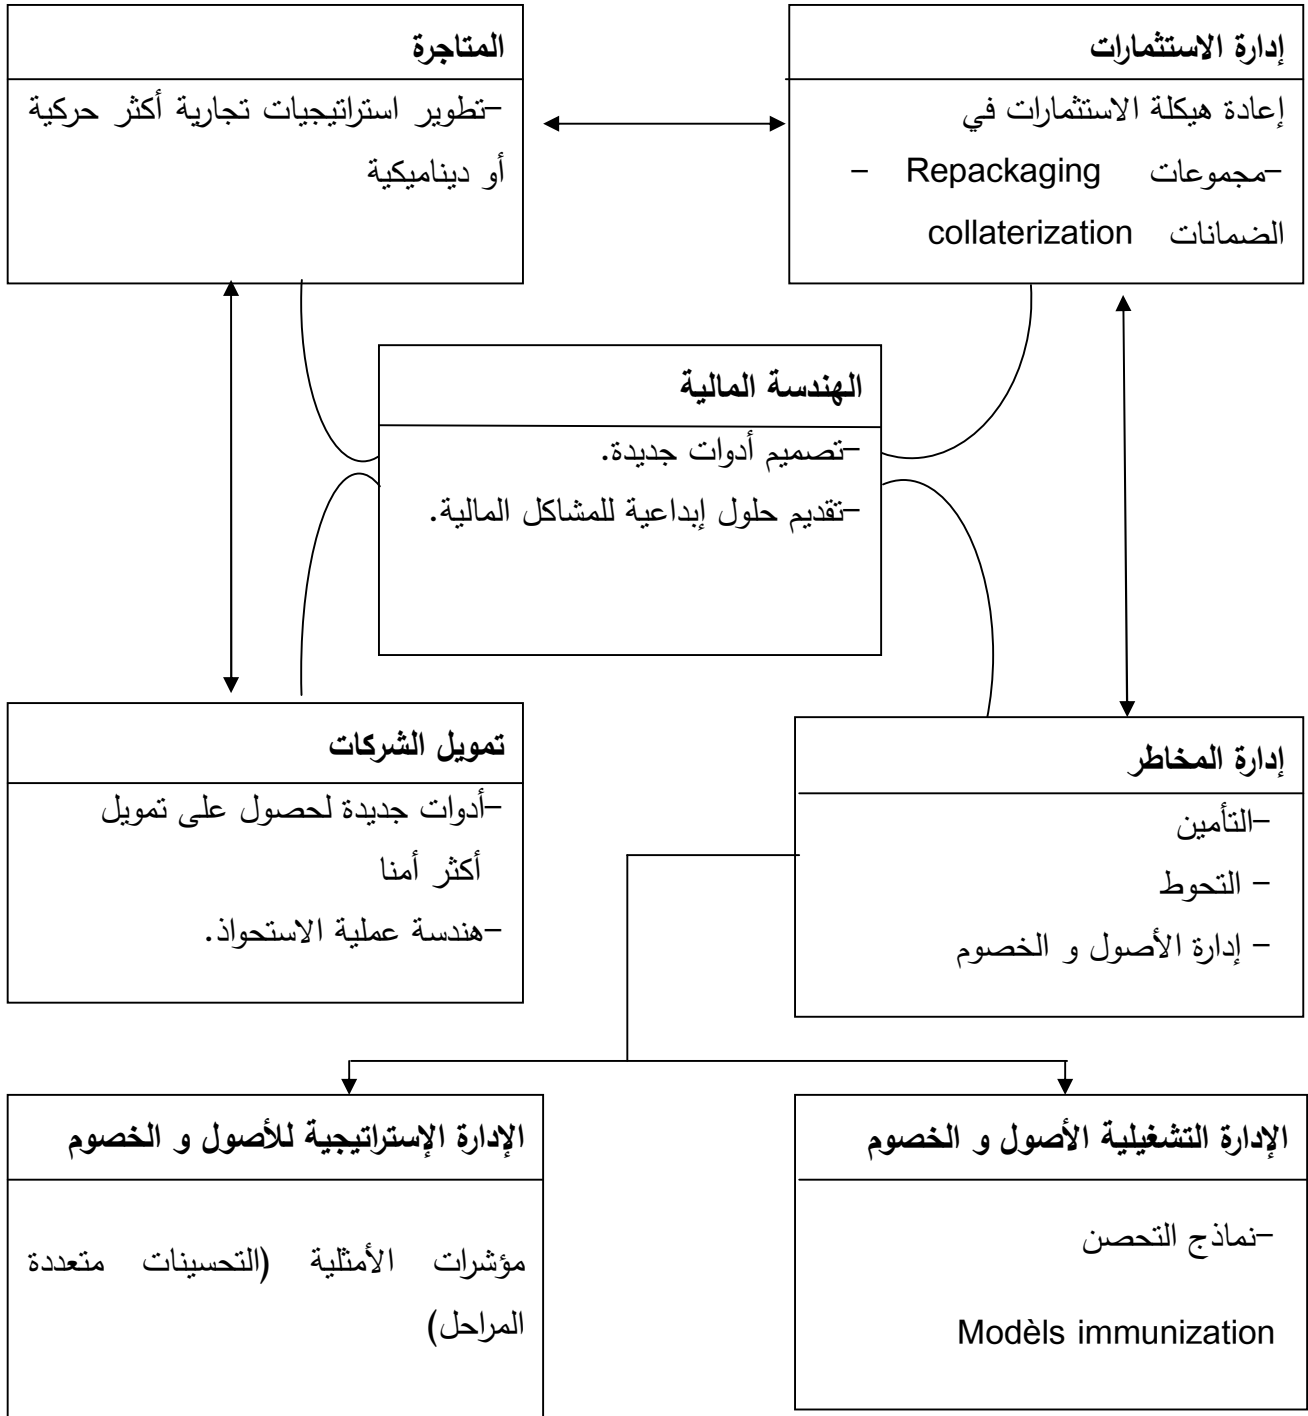 إدارة الاستثمارات
إعادة هيكلة الاستثمارات في
-مجموعات Repackaging -
الضمانات collaterization
المتاجرة
-تطوير استراتيجيات تجارية أكثر حركية
أو ديناميكية
الهندسة المالية
-تصميم أدوات جديدة.
-تقديم حلول إبداعية للمشاكل المالية.
إدارة المخاطر
-التأمين
- التحوط
- إدارة الأصول و الخصوم
تمويل الشركات
-أدوات جديدة لحصول على تمويل
أكثر أمنا
-هندسة عملية الاستحواذ.
الإدارة التشغيلية الأصول و الخصوم
-نماذج التحصن
Modèls immunization
الإدارة الإستراتيجية للأصول و الخصوم
مؤشرات الأمثلية (التحسينات متعددة
المراحل)